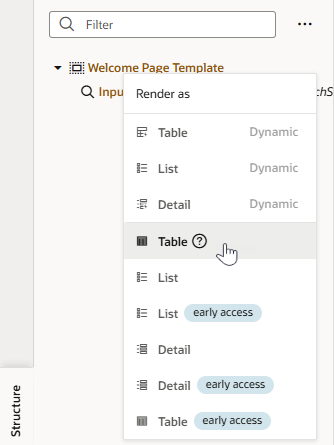 Filter
Welcome Page Template
Inpu
chS
Render as
Table Dynamic
List Dynamic
Detail Dynamic
Table ?
List
List early access
Detail
Detail early access
Table early access
Structure